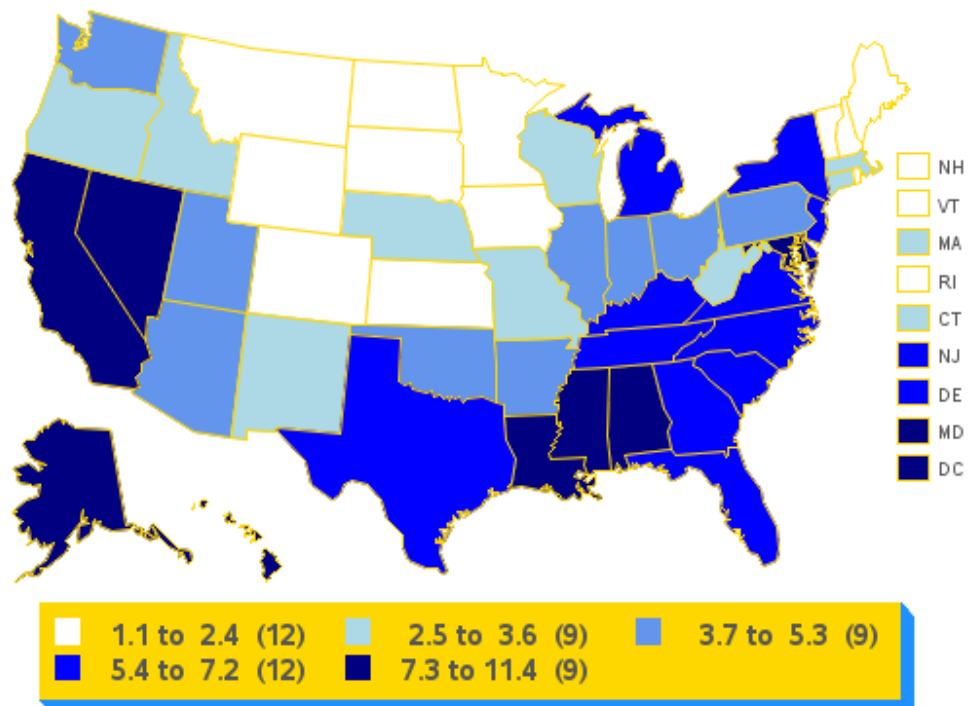 NH
VT
MA
RI
CT
NJ
DE
MD
DC
1.1 to 2.4 (12) 2.5 to 3.6 (9) 3.7 to 5.3 (9)
5.4 to 7.2 (12) 7.3 to 11.4 (9)